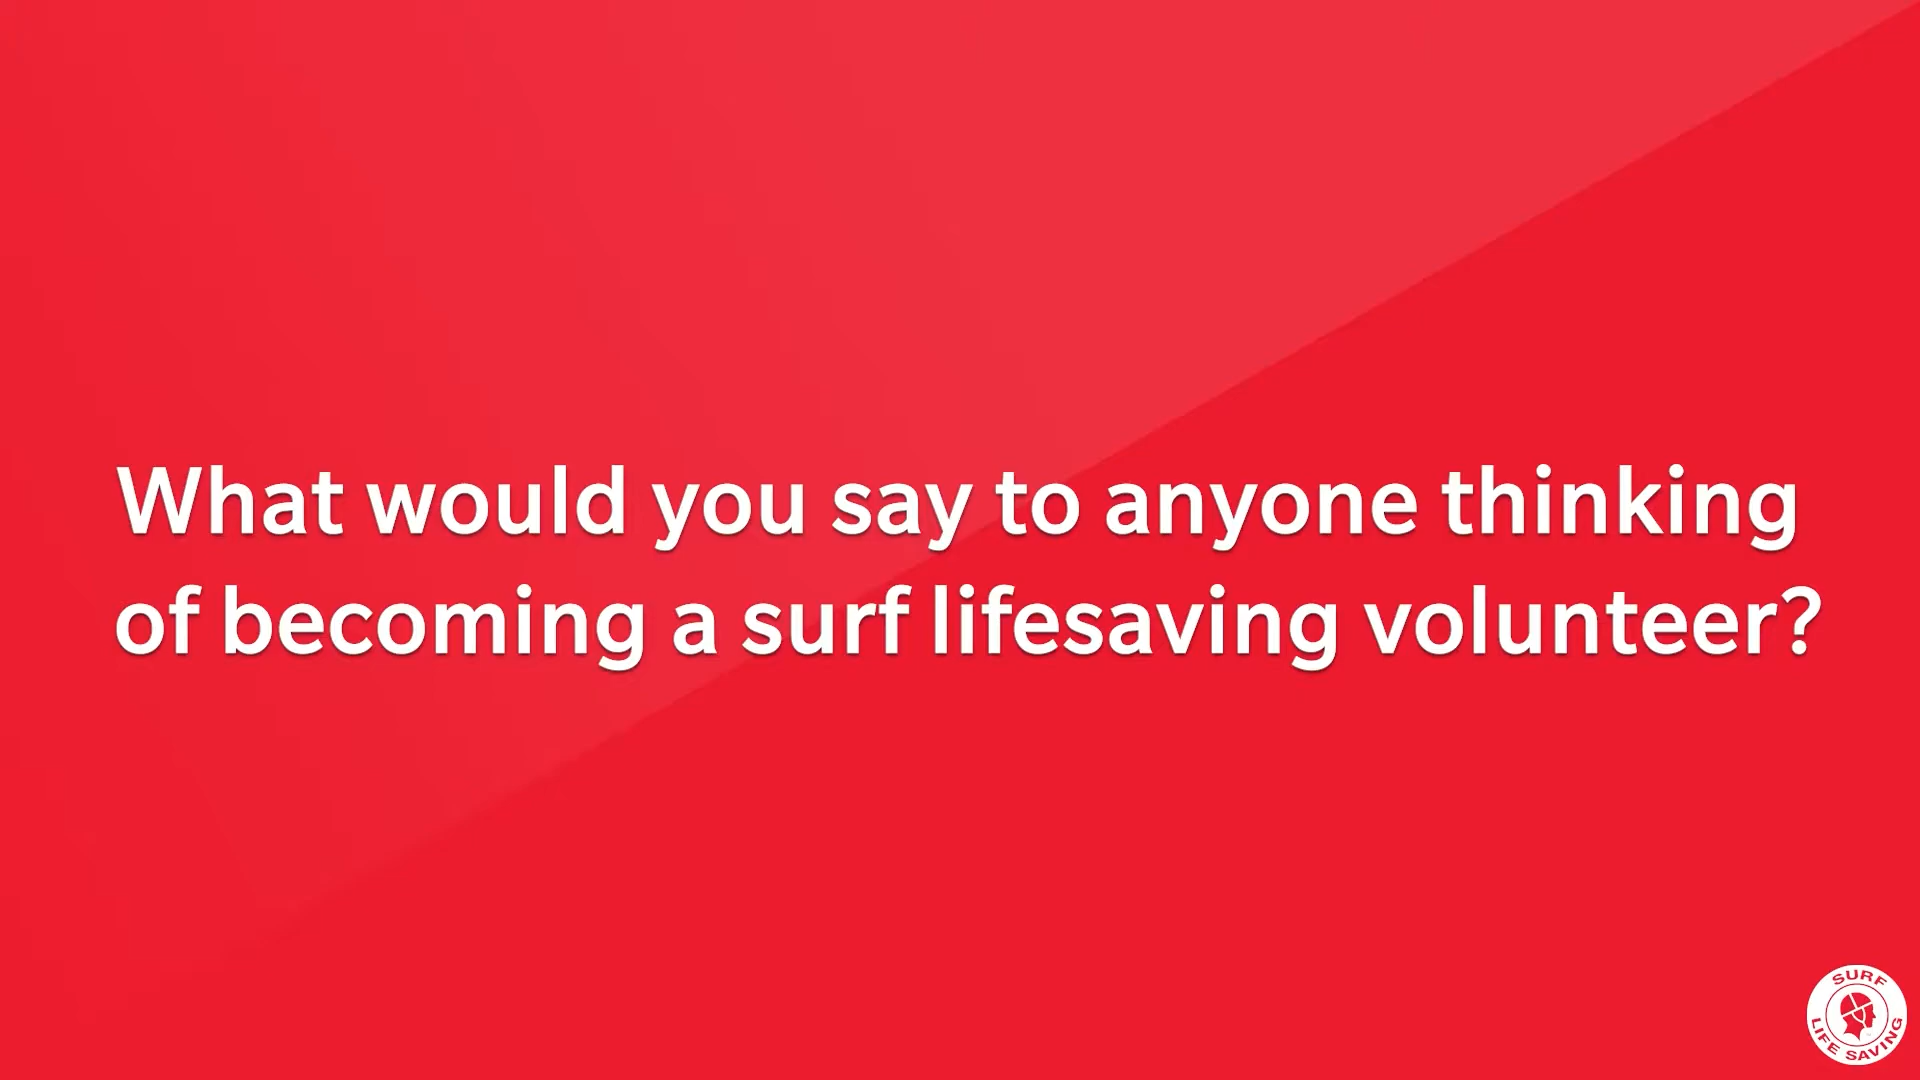 What would you say to anyone thinking
of becoming a surf lifesaving volunteer?
SURF
LIFE SAVING